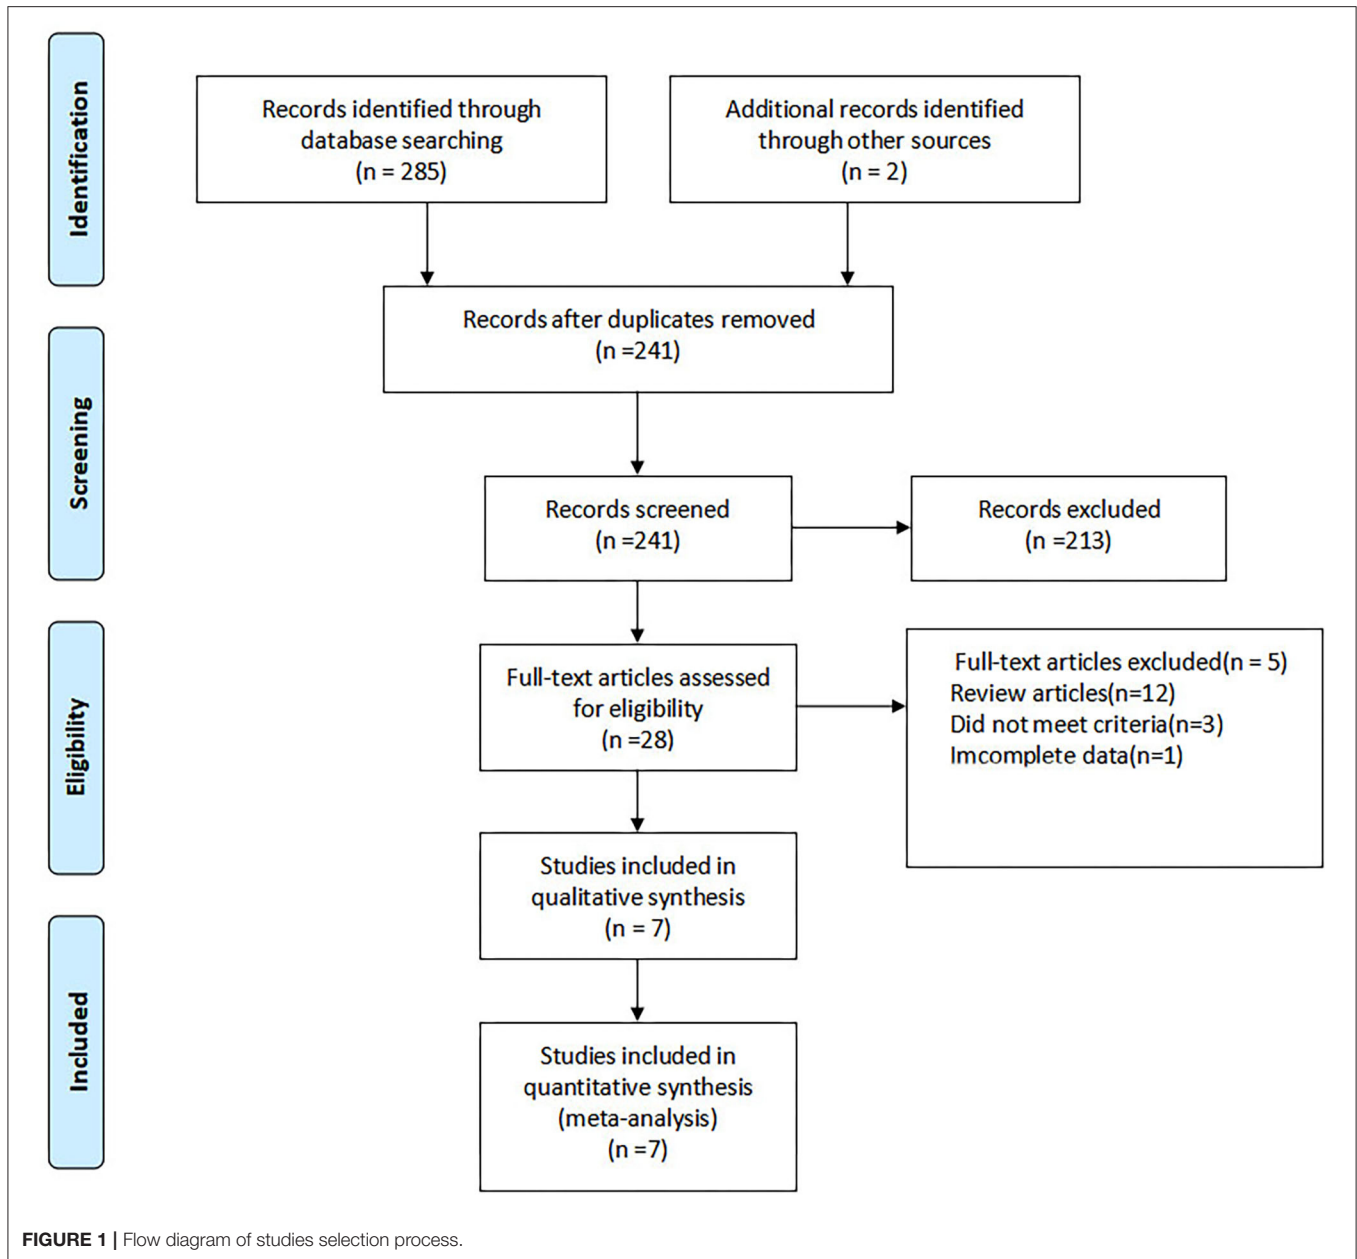 Identification
Records identified through
database searching
(n = 285)
Additional records identified
through other sources
(n = 2)
Records after duplicates removed
(n =241)
Screening
Records screened
(n =241)
Records excluded
(n =213)
Eligibility
Full-text articles assessed
for eligibility
(n =28)
Full-text articles excluded(n = 5)
Review articles(n=12)
Did not meet criteria(n=3)
Imcomplete data(n=1)
Studies included in
qualitative synthesis
(n = 7)
Included
Studies included in
quantitative synthesis
(meta-analysis)
(n =7)
FIGURE 1 | Flow diagram of studies selection process.